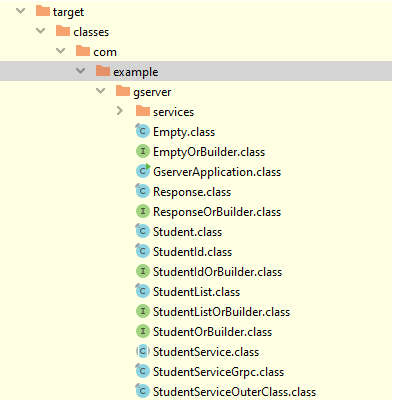 target
classes
com
example
gserver
services
Empty.class
EmptyOrBuilder.class
GserverApplication.class
Response.class
ResponseOrBuilder.class
Student.class
StudentId.class
StudentIdOrBuilder.class
StudentList.class
StudentListOrBuilder.class
StudentOrBuilder.class
StudentService.class
StudentServiceGrpc.class
StudentServiceOuterClass.class